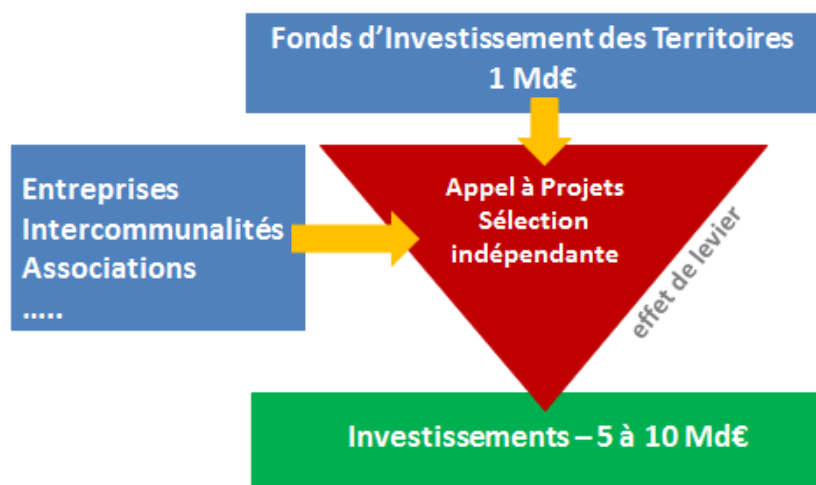 Fonds d’Investissement des Territoires
1 Md€
Entreprises
Intercommunalités
Associations
.....
Appel à Projets
Sélection
indépendante
effet de levier
Investissements – 5 à 10 Md€